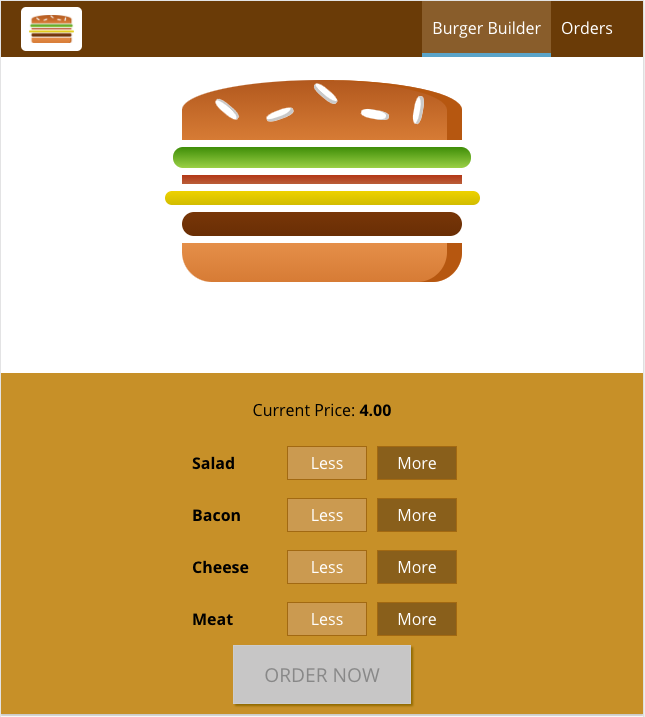 Burger Builder Orders
Current Price: 4.00
Salad Less More
Bacon Less More
Cheese Less More
Meat Less More
ORDER NOW